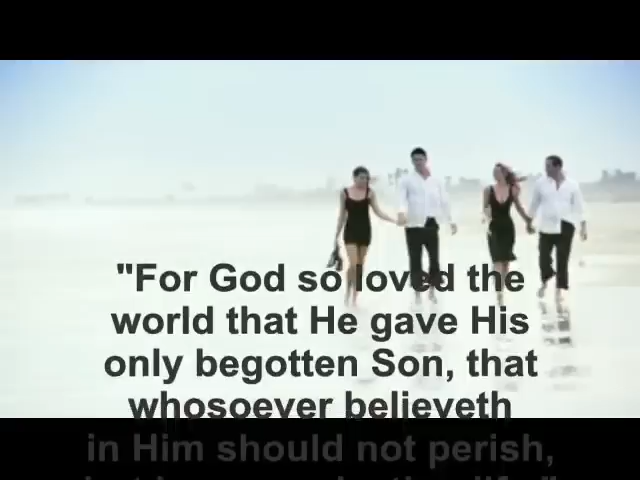 "For God so loved the
world that He gave His
only begotten Son, that
whosoever believeth
in Him should not perish,